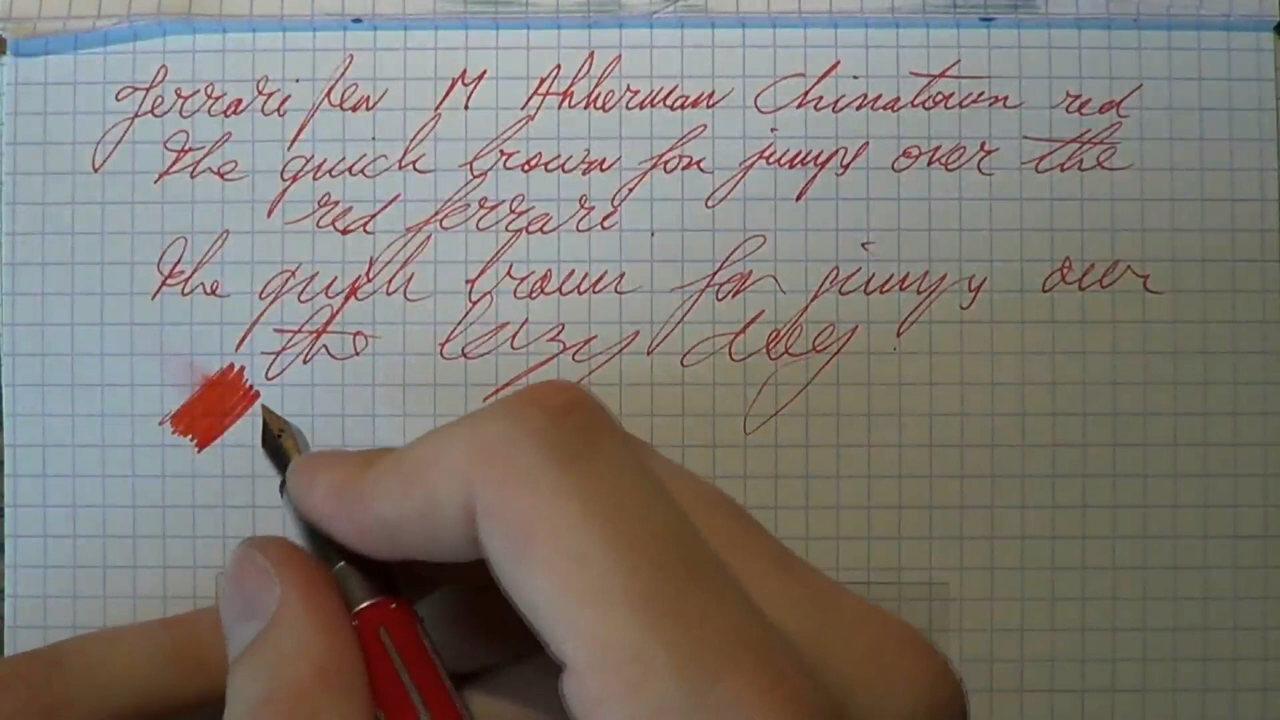 Ferrari Pen M Akkerman Chinatown red
The quick brown fox jumps over the
red ferrari
The quick brown fox jumps over
the lazy dog!